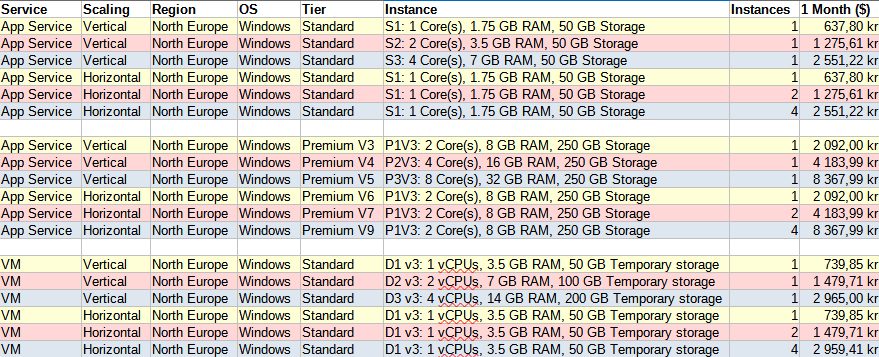 Service Scaling Region OS Tier Instance Instances 1 Month ($)
App Service Vertical North Europe Windows Standard S1: 1 Core(s), 1.75 GB RAM, 50 GB Storage 1 637,80 kr
App Service Vertical North Europe Windows Standard S2: 2 Core(s), 3.5 GB RAM, 50 GB Storage 1 1 275,61 kr
App Service Vertical North Europe Windows Standard S3: 4 Core(s), 7 GB RAM, 50 GB Storage 1 2 551,22 kr
App Service Horizontal North Europe Windows Standard S1: 1 Core(s), 1.75 GB RAM, 50 GB Storage 1 637,80 kr
App Service Horizontal North Europe Windows Standard S1: 1 Core(s), 1.75 GB RAM, 50 GB Storage 2 1 275,61 kr
App Service Horizontal North Europe Windows Standard S1: 1 Core(s), 1.75 GB RAM, 50 GB Storage 4 2 551,22 kr
App Service Vertical North Europe Windows Premium V3 P1V3: 2 Core(s), 8 GB RAM, 250 GB Storage 1 2 092,00 kr
App Service Vertical North Europe Windows Premium V4 P2V3: 4 Core(s), 16 GB RAM, 250 GB Storage 1 4 183,99 kr
App Service Vertical North Europe Windows Premium V5 P3V3: 8 Core(s), 32 GB RAM, 250 GB Storage 1 8 367,99 kr
App Service Horizontal North Europe Windows Premium V6 P1V3: 2 Core(s), 8 GB RAM, 250 GB Storage 1 2 092,00 kr
App Service Horizontal North Europe Windows Premium V7 P1V3: 2 Core(s), 8 GB RAM, 250 GB Storage 2 4 183,99 kr
App Service Horizontal North Europe Windows Premium V9 P1V3: 2 Core(s), 8 GB RAM, 250 GB Storage 4 8 367,99 kr
VM Vertical North Europe Windows Standard D1 v3: 1 vCPUs, 3.5 GB RAM, 50 GB Temporary storage 1 739,85 kr
VM Vertical North Europe Windows Standard D2 v3: 2 vCPUs, 7 GB RAM, 100 GB Temporary storage 1 1 479,71 kr
VM Vertical North Europe Windows Standard D3 v3: 4 vCPUs, 14 GB RAM, 200 GB Temporary storage 1 2 965,00 kr
VM Horizontal North Europe Windows Standard D1 v3: 1 vCPUs, 3.5 GB RAM, 50 GB Temporary storage 1 739,85 kr
VM Horizontal North Europe Windows Standard D1 v3: 1 vCPUs, 3.5 GB RAM, 50 GB Temporary storage 2 1 479,71 kr
VM Horizontal North Europe Windows Standard D1 v3: 1 vCPUs, 3.5 GB RAM, 50 GB Temporary storage 4 2 959,41 kr